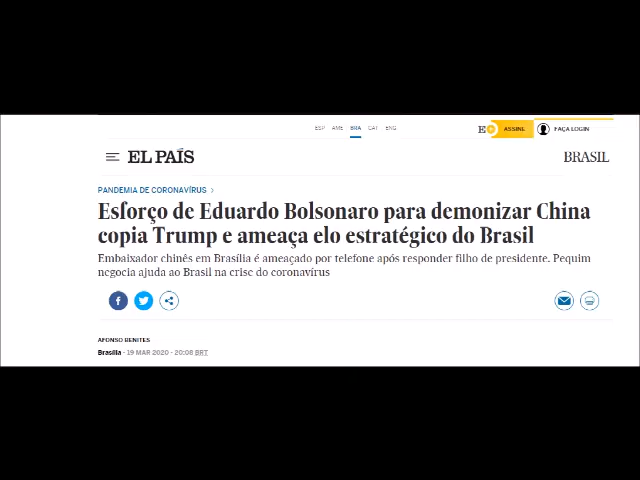 ESP AME BRA CAT ENG
E ASSINE FAÇA LOGIN
EL PAÍS BRASIL
PANDEMIA DE CORONAVÍRUS >
Esforço de Eduardo Bolsonaro para demonizar China
copia Trump e ameaça elo estratégico do Brasil
Embaixador chinês em Brasília é ameaçado por telefone após responder filho de presidente. Pequim
negocia ajuda ao Brasil na crise do coronavírus
AFONSO BENITES
Brasília - 19 MAR 2020 - 20:08 BRT